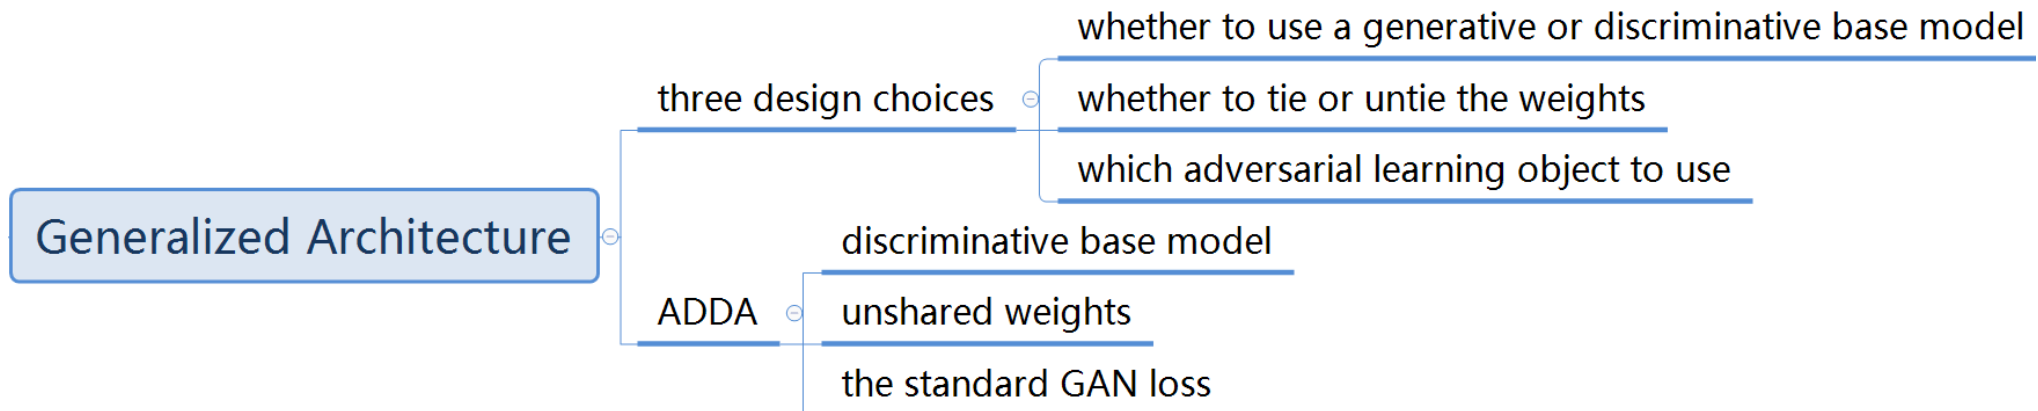 whether to use a generative or discriminative base model
three design choices
whether to tie or untie the weights
which adversarial learning object to use
Generalized Architecture
discriminative base model
ADDA
unshared weights
the standard GAN loss